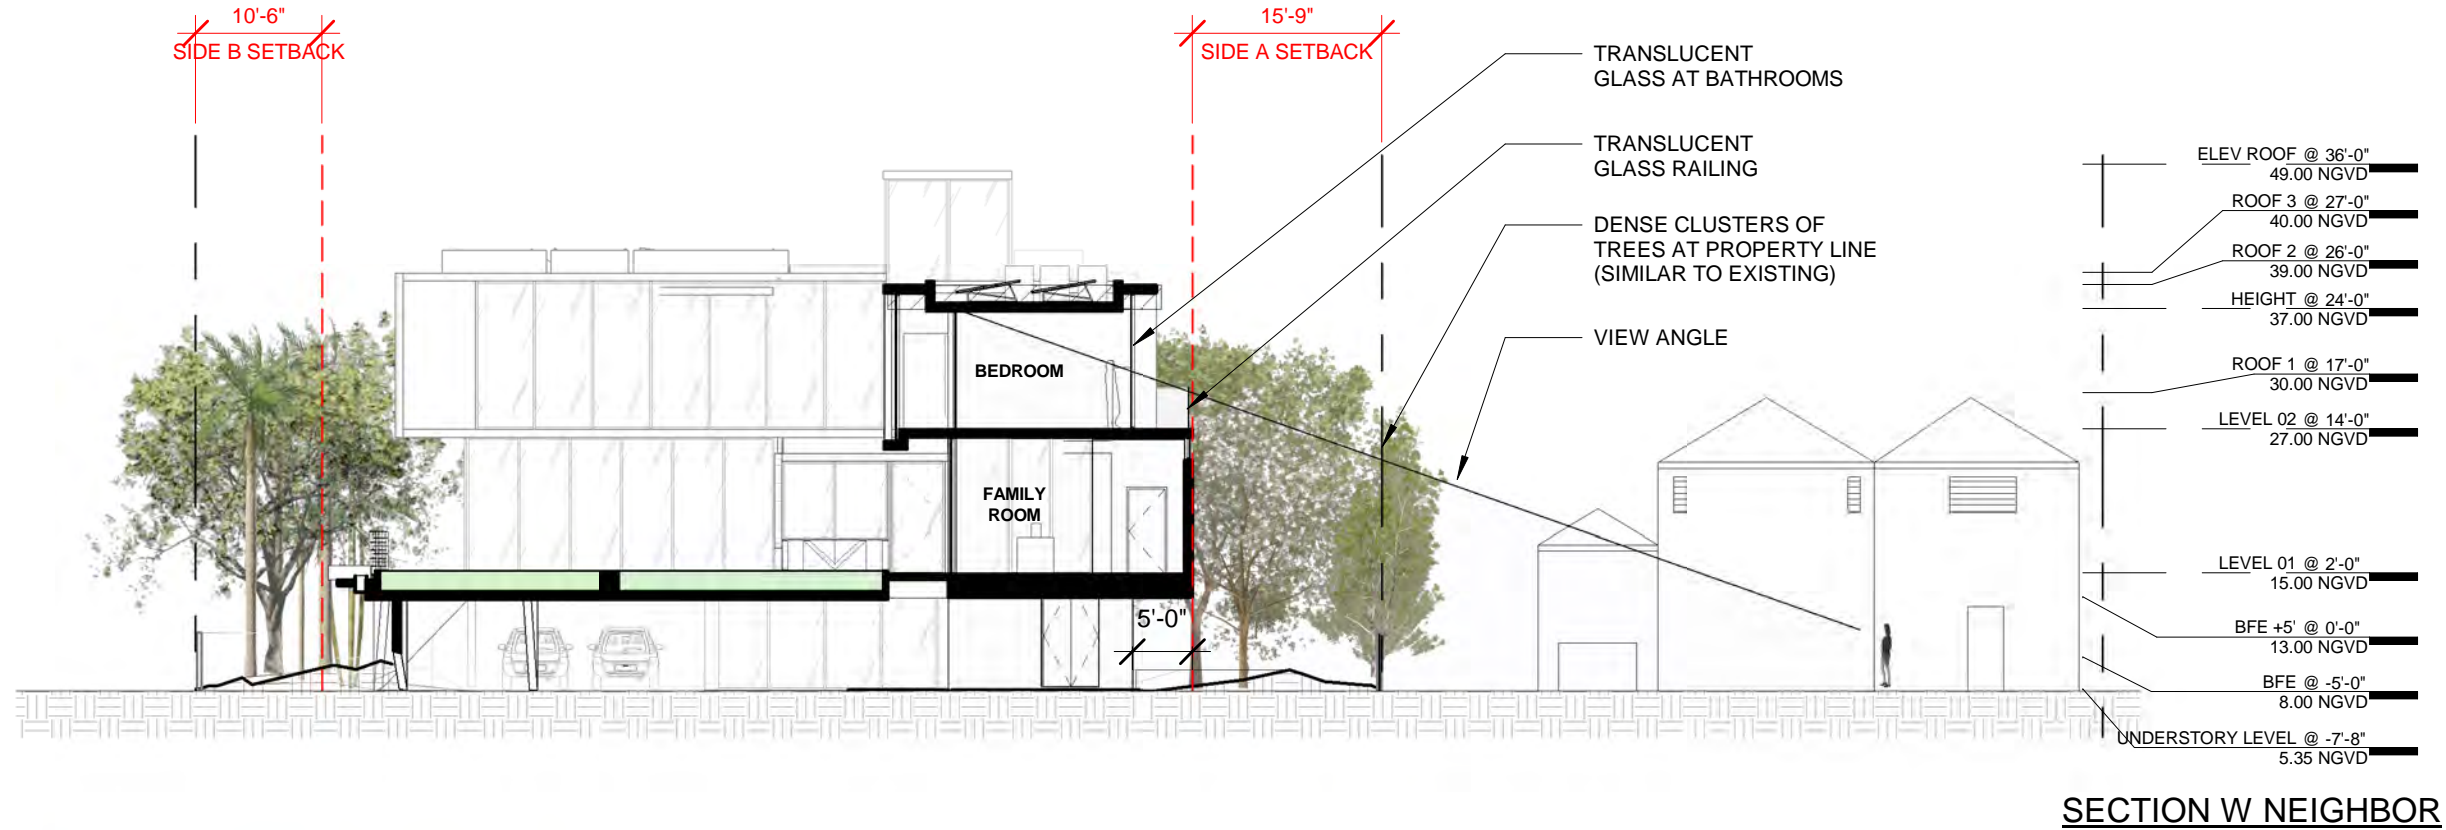 10'-6"
SIDE B SETBACK
15'-9"
SIDE A SETBACK
TRANSLUCENT
GLASS AT BATHROOMS
TRANSLUCENT
GLASS RAILING
DENSE CLUSTERS OF
TREES AT PROPERTY LINE
(SIMILAR TO EXISTING)
VIEW ANGLE
BEDROOM
FAMILY
ROOM
5'-0"
ELEV ROOF @ 36'-0"
49.00 NGVD
ROOF 3 @ 27'-0"
40.00 NGVD
ROOF 2 @ 26'-0"
39.00 NGVD
HEIGHT @ 24'-0"
37.00 NGVD
ROOF 1 @ 17'-0"
30.00 NGVD
LEVEL 02 @ 14'-0"
27.00 NGVD
LEVEL 01 @ 2'-0"
15.00 NGVD
BFE +5' @ 0'-0"
13.00 NGVD
BFE @ -5'-0"
8.00 NGVD
UNDERSTORY LEVEL @ -7'-8"
5.35 NGVD
SECTION W NEIGHBOR